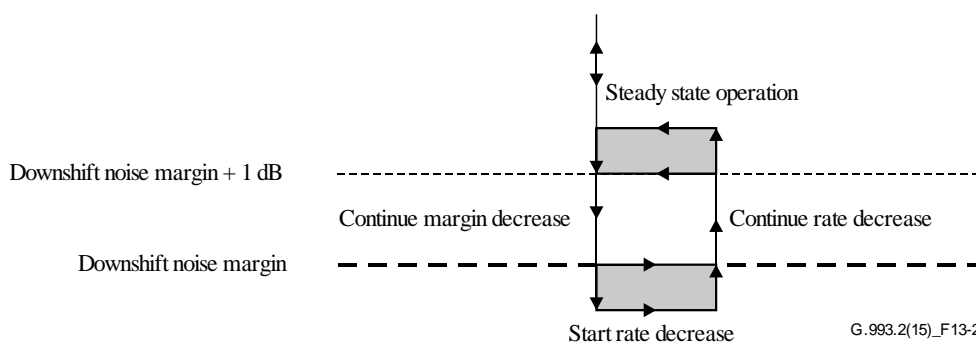 Steady state operation
Downshift noise margin + 1 dB
Continue margin decrease
Continue rate decrease
Downshift noise margin
Start rate decrease
G.993.2(15)_F13-2